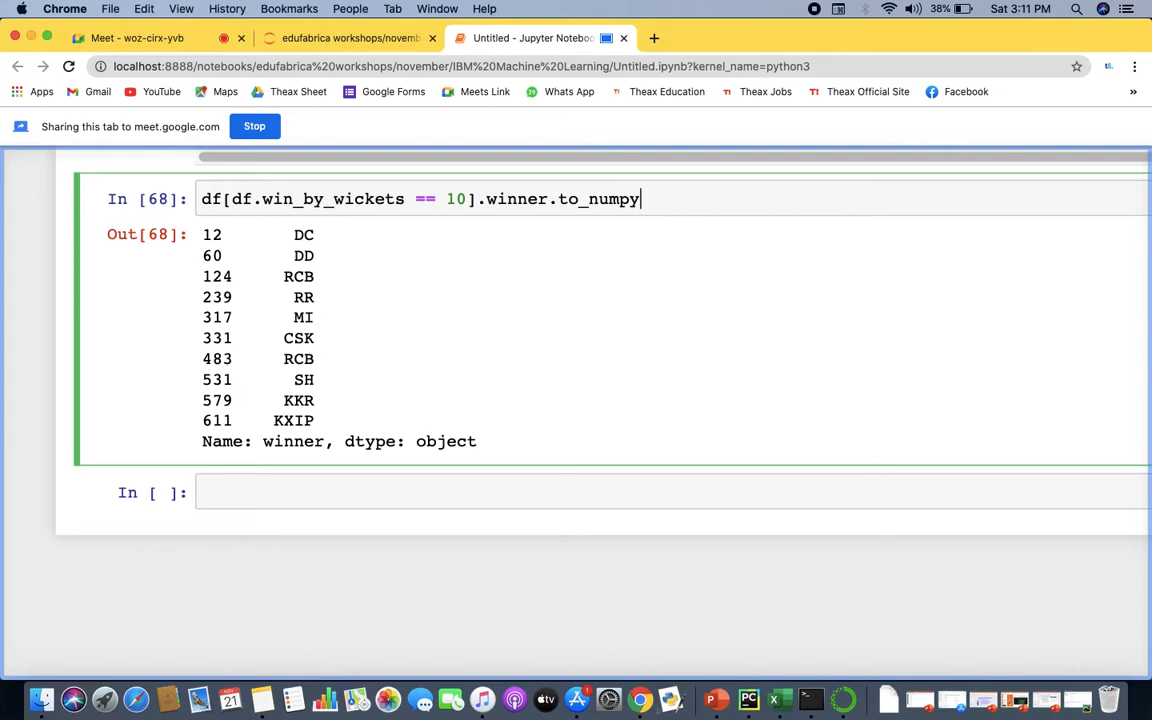 Chrome File Edit View History Bookmarks People Tab Window Help 38% Sat 3:11 PM
Meet - woz-cirx-yvb edufabrica workshops/novemb Untitled - Jupyter Noteboo
localhost:8888/notebooks/edufabrica%20workshops/november/IBM%20Machine%20Learning/Untitled.ipynb?kernel_name=python3
Apps Gmail YouTube Maps Theax Sheet Google Forms Meets Link Whats App Theax Education Theax Jobs Theax Official Site Facebook »
Sharing this tab to meet.google.com Stop
In [68]: df[df.win_by_wickets == 10].winner.to_numpy
Out[68]: 12 DC
60 DD
124 RCB
239 RR
317 MI
331 CSK
483 RCB
531 SH
579 KKR
611 KXIP
Name: winner, dtype: object
In [ ]: